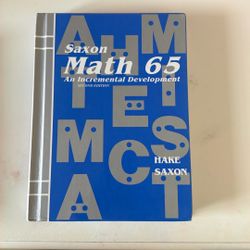 Saxon
Math 65
An Incremental Development
SECOND EDITION
HAKE
SAXON